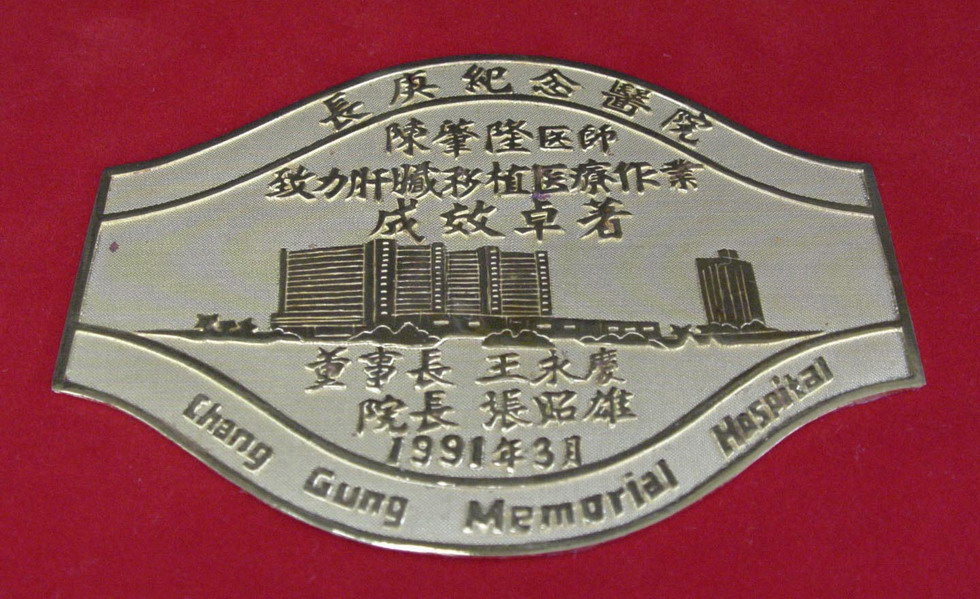 長庚紀念醫院
陳肇隆医師
致力肝臟移植医療作業
成效卓著
董事長 王永慶
院長 張昭雄
1991年3月
Chang Gung Memorial Hospital